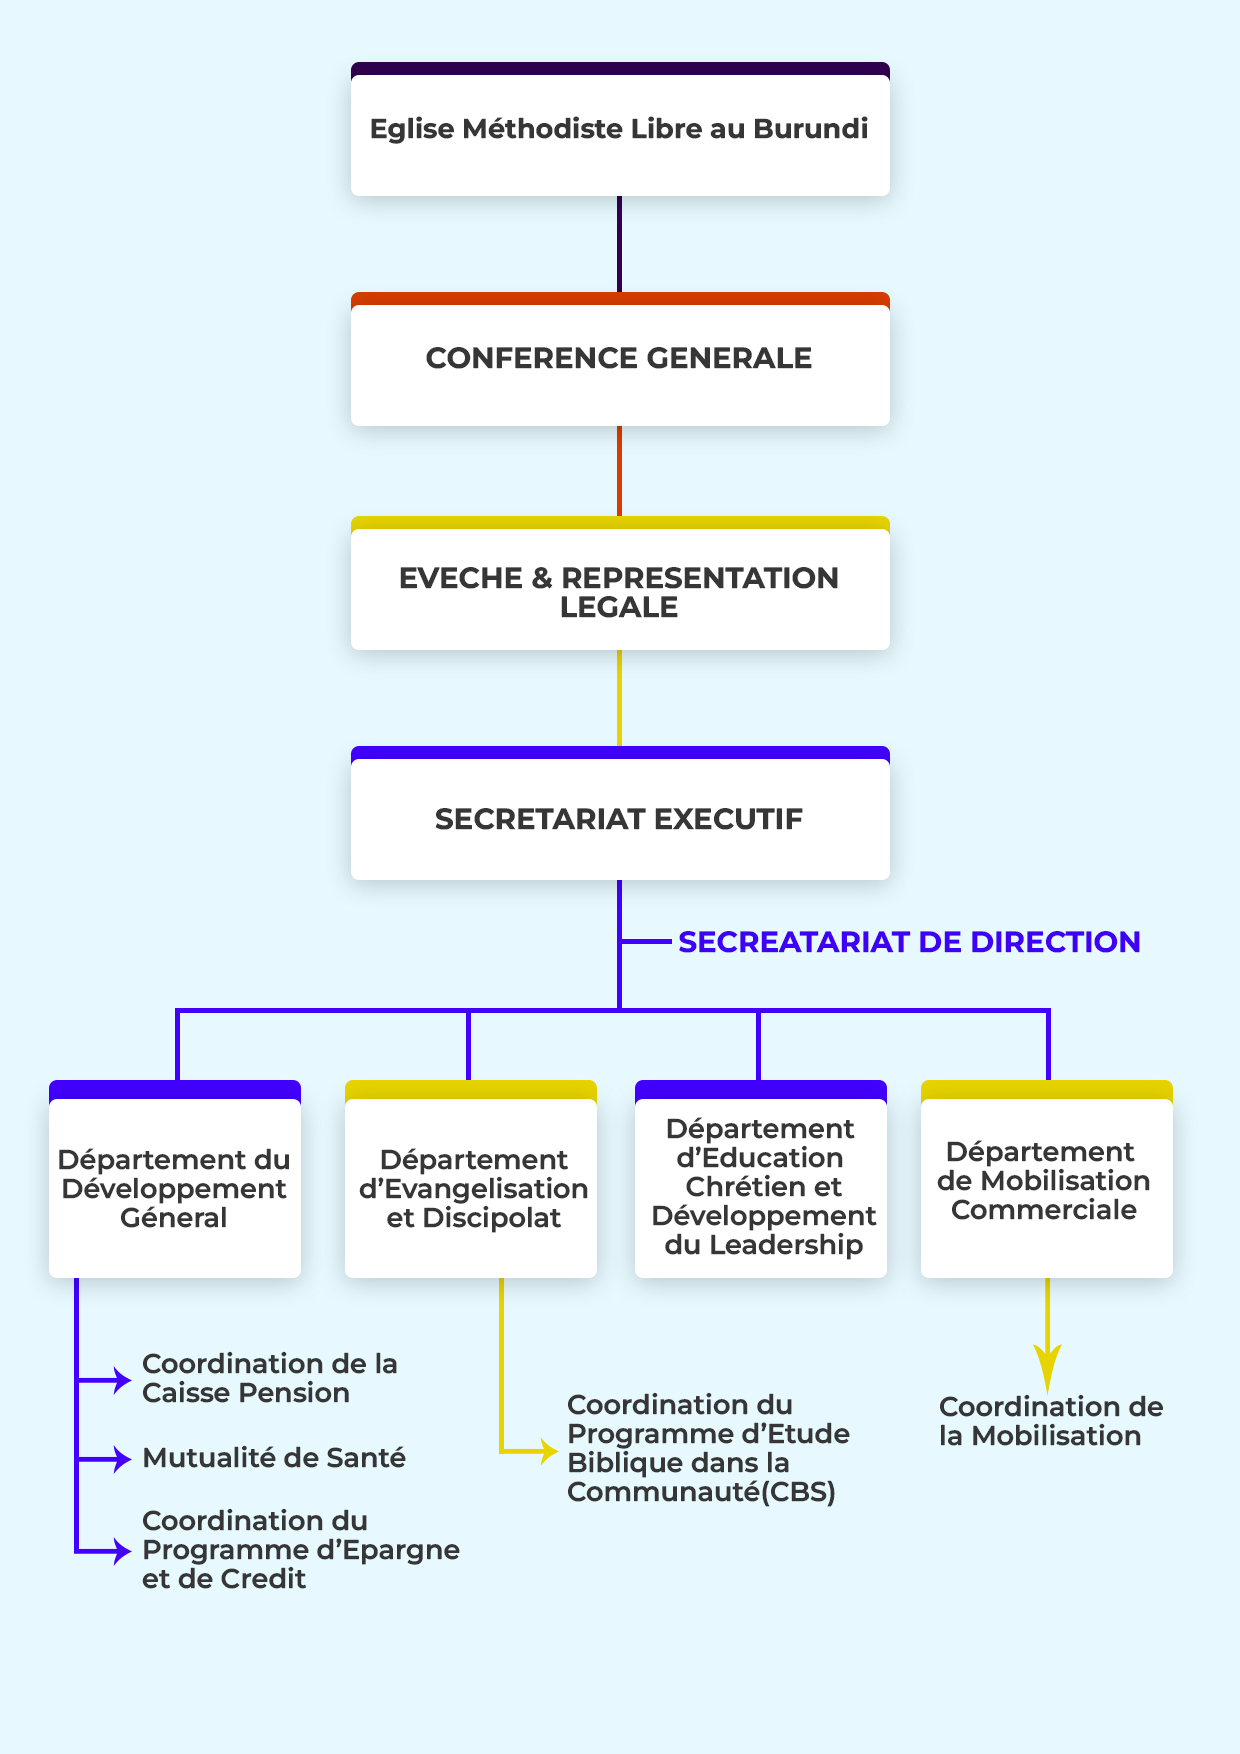 Eglise Méthodiste Libre au Burundi
CONFERENCE GENERALE
EVECHE & REPRESENTATION
LEGALE
SECRETARIAT EXECUTIF
SECREATARIAT DE DIRECTION
Département du
Développement
Géneral
Département
d’Evangelisation
et Discipolat
Département
d’Education
Chrétien et
Développement
du Leadership
Département
de Mobilisation
Commerciale
Coordination de la
Caisse Pension
Mutualité de Santé
Coordination du
Programme d’Epargne
et de Credit
Coordination du
Programme d’Etude
Biblique dans la
Communauté(CBS)
Coordination de
la Mobilisation